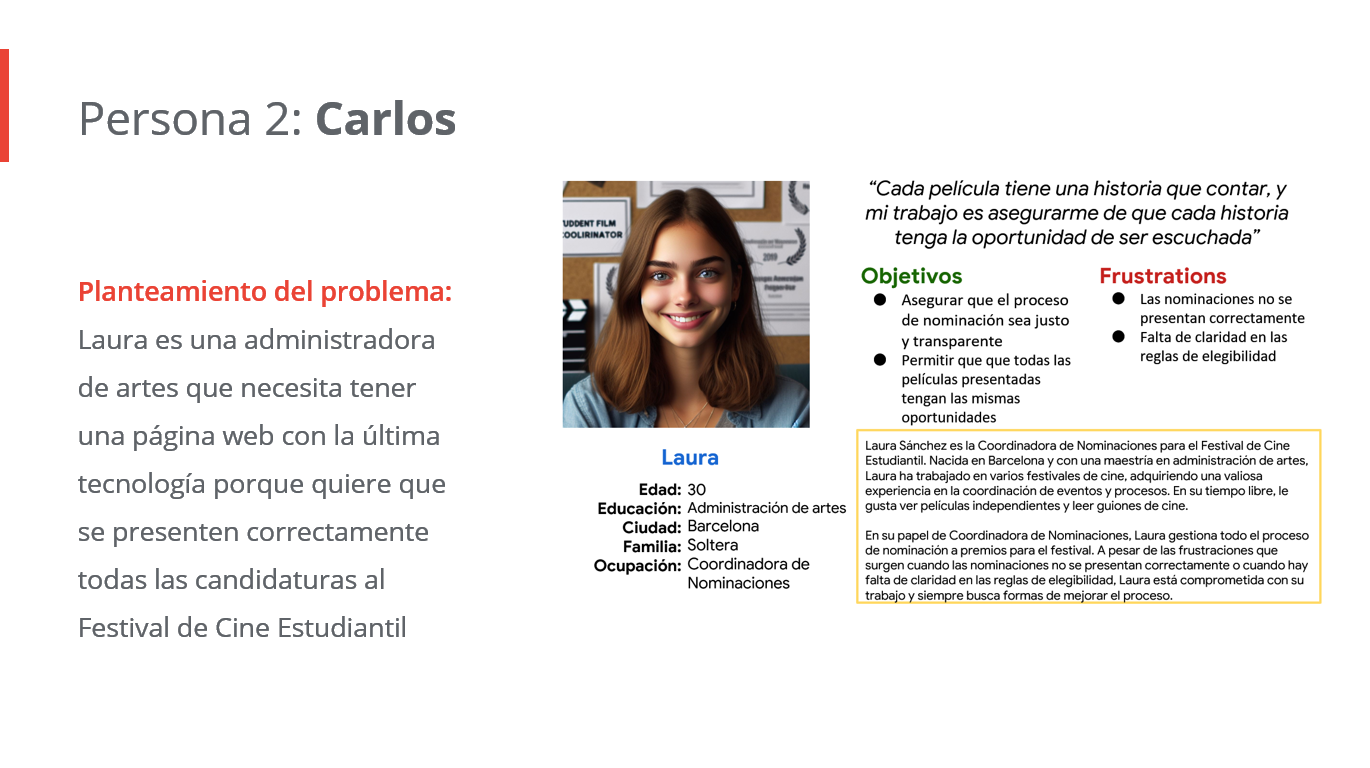 Persona 2: Carlos
Planteamiento del problema:
Laura es una administradora
de artes que necesita tener
una página web con la última
tecnología porque quiere que
se presenten correctamente
todas las candidaturas al
Festival de Cine Estudiantil
UDDENT FILM
COOLIRINATOR
2019
Laura
Edad: 30
Educación: Administración de artes
Ciudad: Barcelona
Familia: Soltera
Ocupación: Coordinadora de
Nominaciones
“Cada película tiene una historia que contar, y
mi trabajo es asegurarme de que cada historia
tenga la oportunidad de ser escuchada”
Objetivos
● Asegurar que el proceso
de nominación sea justo
y transparente
● Permitir que que todas las
películas presentadas
tengan las mismas
oportunidades
Frustrations
● Las nominaciones no se
presentan correctamente
● Falta de claridad en las
reglas de elegibilidad
Laura Sánchez es la Coordinadora de Nominaciones para el Festival de Cine
Estudiantil. Nacida en Barcelona y con una maestría en administración de artes,
Laura ha trabajado en varios festivales de cine, adquiriendo una valiosa
experiencia en la coordinación de eventos y procesos. En su tiempo libre, le
gusta ver películas independientes y leer guiones de cine.
En su papel de Coordinadora de Nominaciones, Laura gestiona todo el proceso
de nominación a premios para el festival. A pesar de las frustraciones que
surgen cuando las nominaciones no se presentan correctamente o cuando hay
falta de claridad en las reglas de elegibilidad, Laura está comprometida con su
trabajo y siempre busca formas de mejorar el proceso.